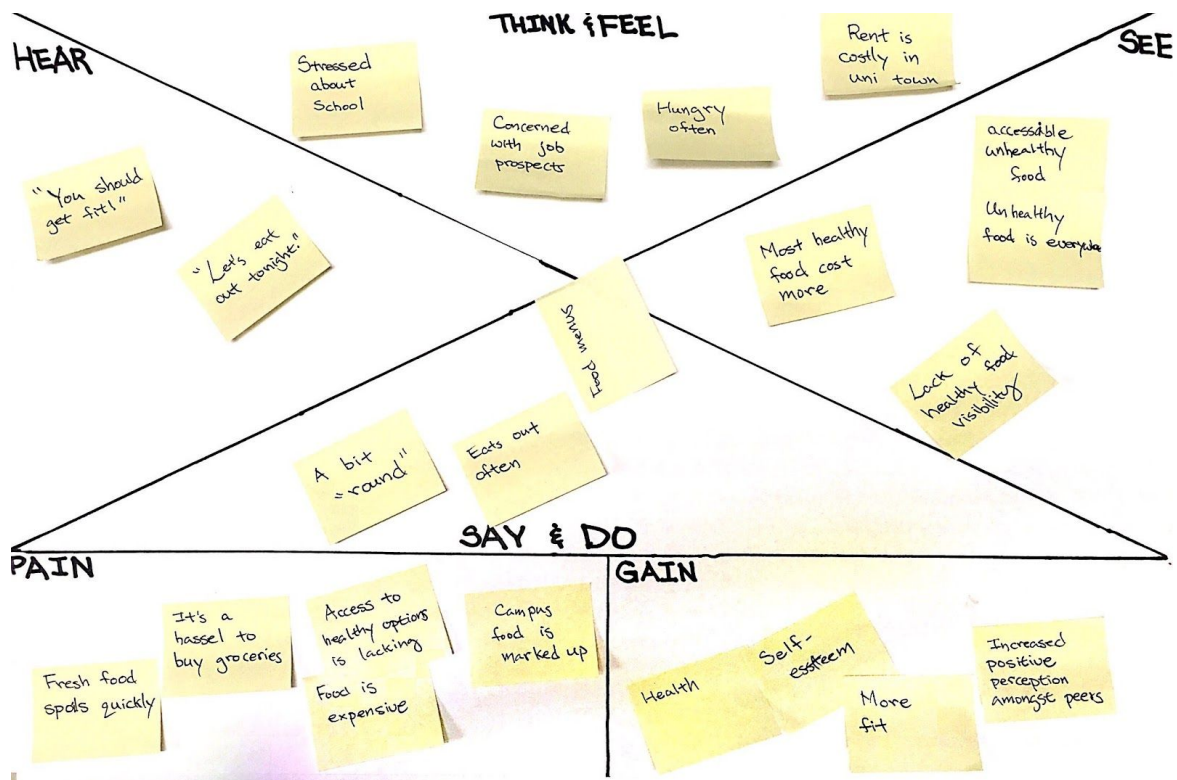 THINK & FEEL
HEAR
SEE
Stressed
about
School
Concerned
with job
prospects
Hungry
often
Rent is
costly in
uni town
"You should
get fit!"
"Let's eat
out tonight."
accessible
unhealthy
food
Unhealthy
food is everywhere
Most healthy
food cost
more
Lack of
healthy food
visibility
Food menus
A bit
"round"
Eats out
often
SAY & DO
PAIN
Fresh food
spoils quickly
It's a
hassel to
buy groceries
Access to
healthy options
is lacking
Food is
expensive
Campus
food is
marked up
GAIN
Health
Self-
essteem
More
fit
Increased
positive
perception
amongst peers